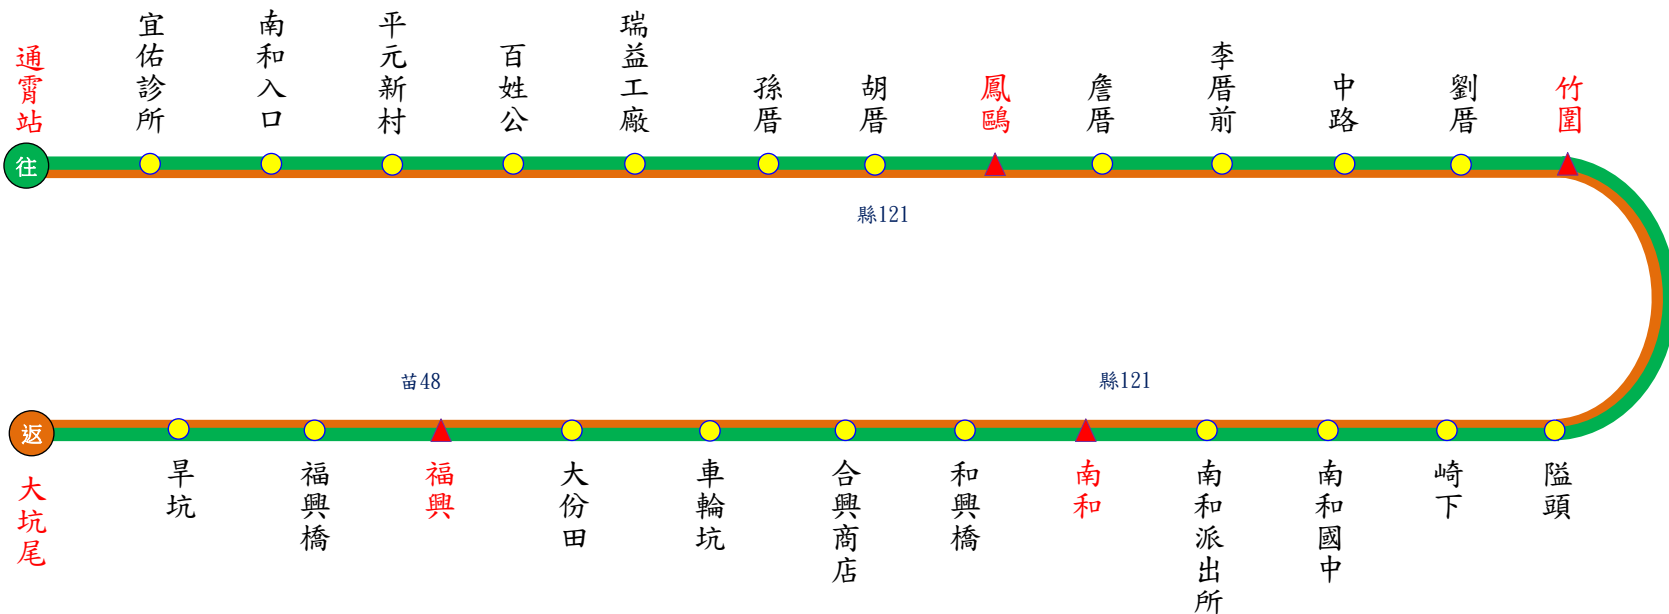 通霄站
宜佑診所
南和入口
平元新村
百姓公
瑞益工廠
孫厝
胡厝
鳳鷗
詹厝
李厝前
中路
劉厝
竹圍
往
縣121
苗48
縣121
返
大坑尾
旱坑
福興橋
福興
大份田
車輪坑
合興商店
和興橋
南和
南和派出所
南和國中
崎下
隘頭